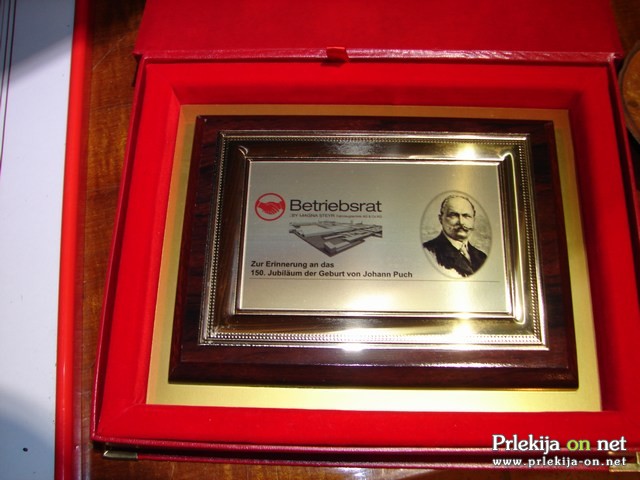 Betriebsrat
Zur Erinnerung an das
150. Jubiläum der Geburt von Johann Puch
Prlekija on net
www.prlekija-on.net